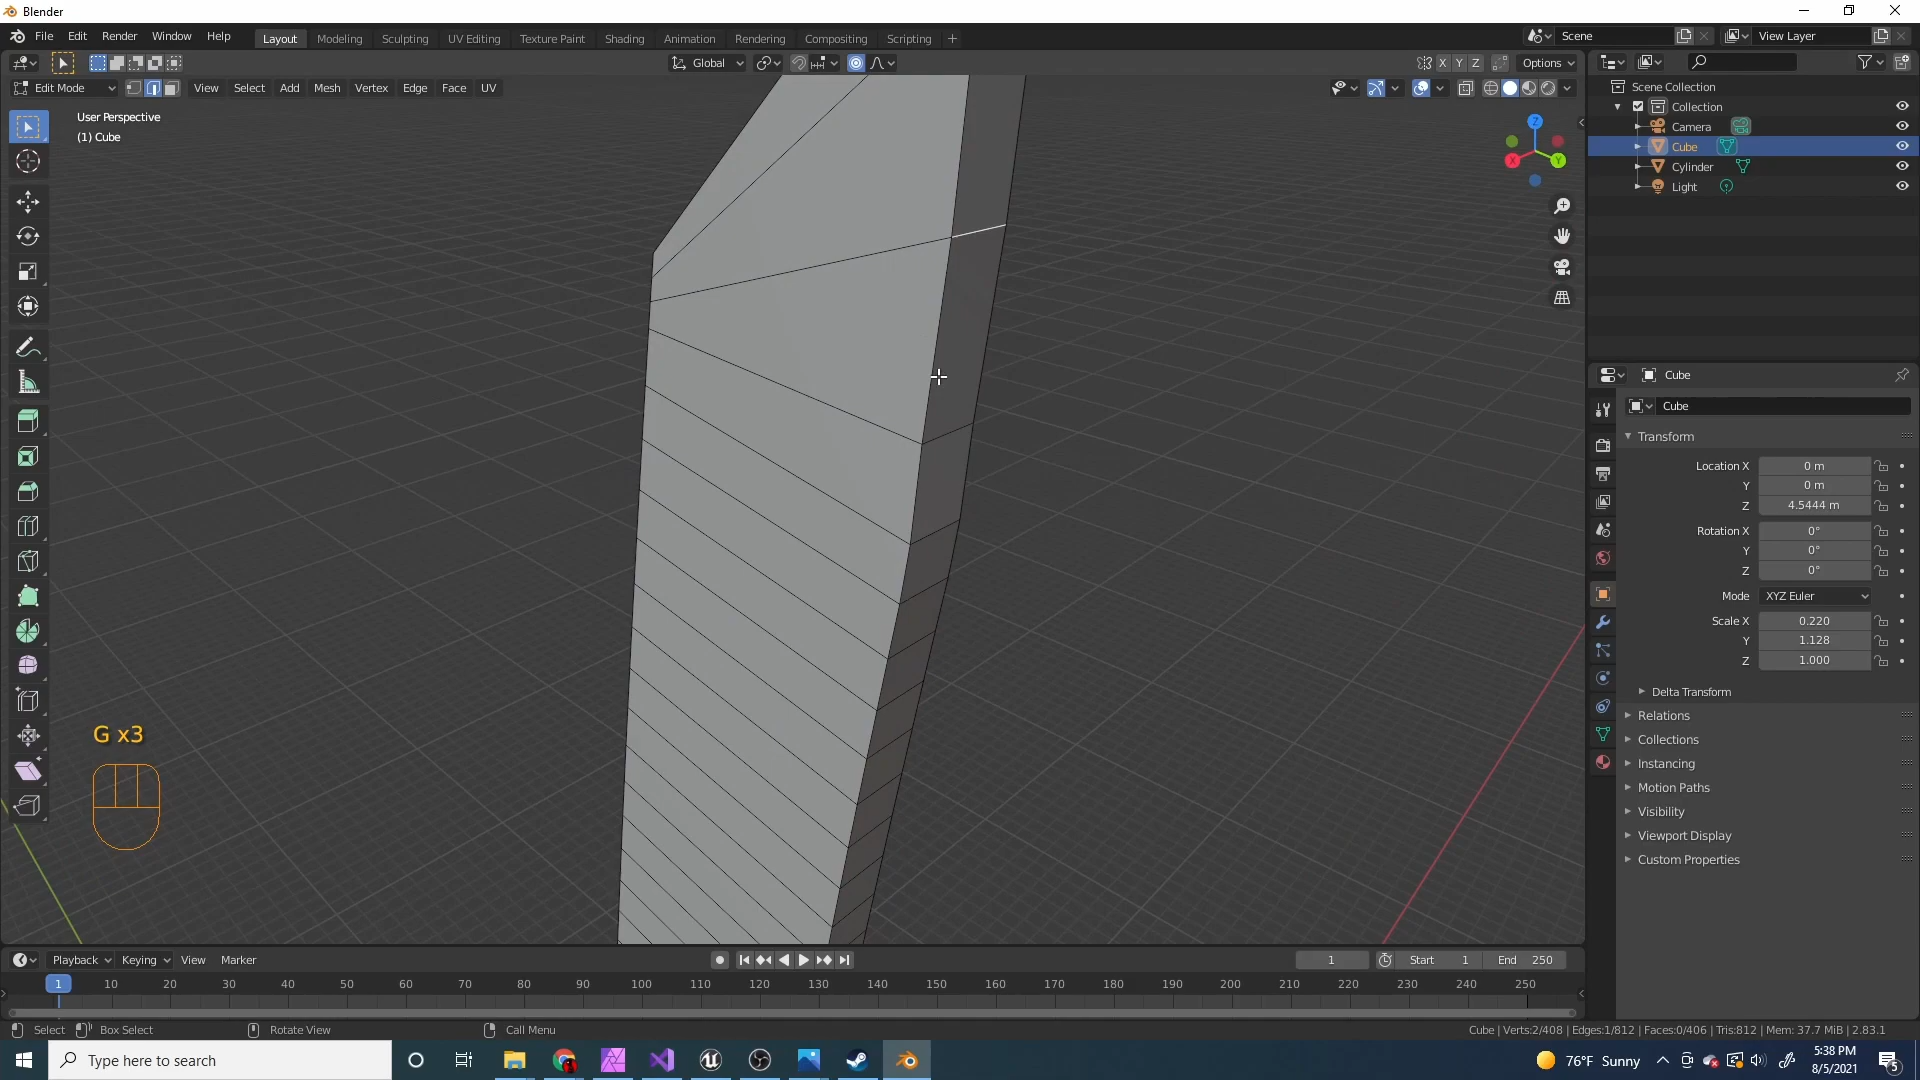 Blender
File Edit Render Window Help
Layout Modeling Sculpting UV Editing Texture Paint Shading Animation Rendering Compositing Scripting +
Scene
View Layer
Global
X Y Z
Options
Edit Mode
View Select Add Mesh Vertex Edge Face UV
User Perspective
(1) Cube
Z
X
Y
Scene Collection
Collection
Camera
Cube
Cylinder
Light
Cube
Cube
Transform
Location X 0 m
Y 0 m
Z 4.5444 m
Rotation X 0°
Y 0°
Z 0°
Mode XYZ Euler
Scale X 0.220
Y 1.128
Z 1.000
Delta Transform
Relations
Collections
Instancing
Motion Paths
Visibility
Viewport Display
Custom Properties
G x3
Playback Keying View Marker
1 Start 1 End 250
1 10 20 30 40 50 60 70 80 90 100 110 120 130 140 150 160 170 180 190 200 210 220 230 240 250
Select Box Select Rotate View Call Menu
Cube | Verts:2/408 | Edges:1/812 | Faces:0/406 | Tris:812 | Mem: 37.7 MiB | 2.83.1
Type here to search
76°F Sunny
5:38 PM
8/5/2021
5